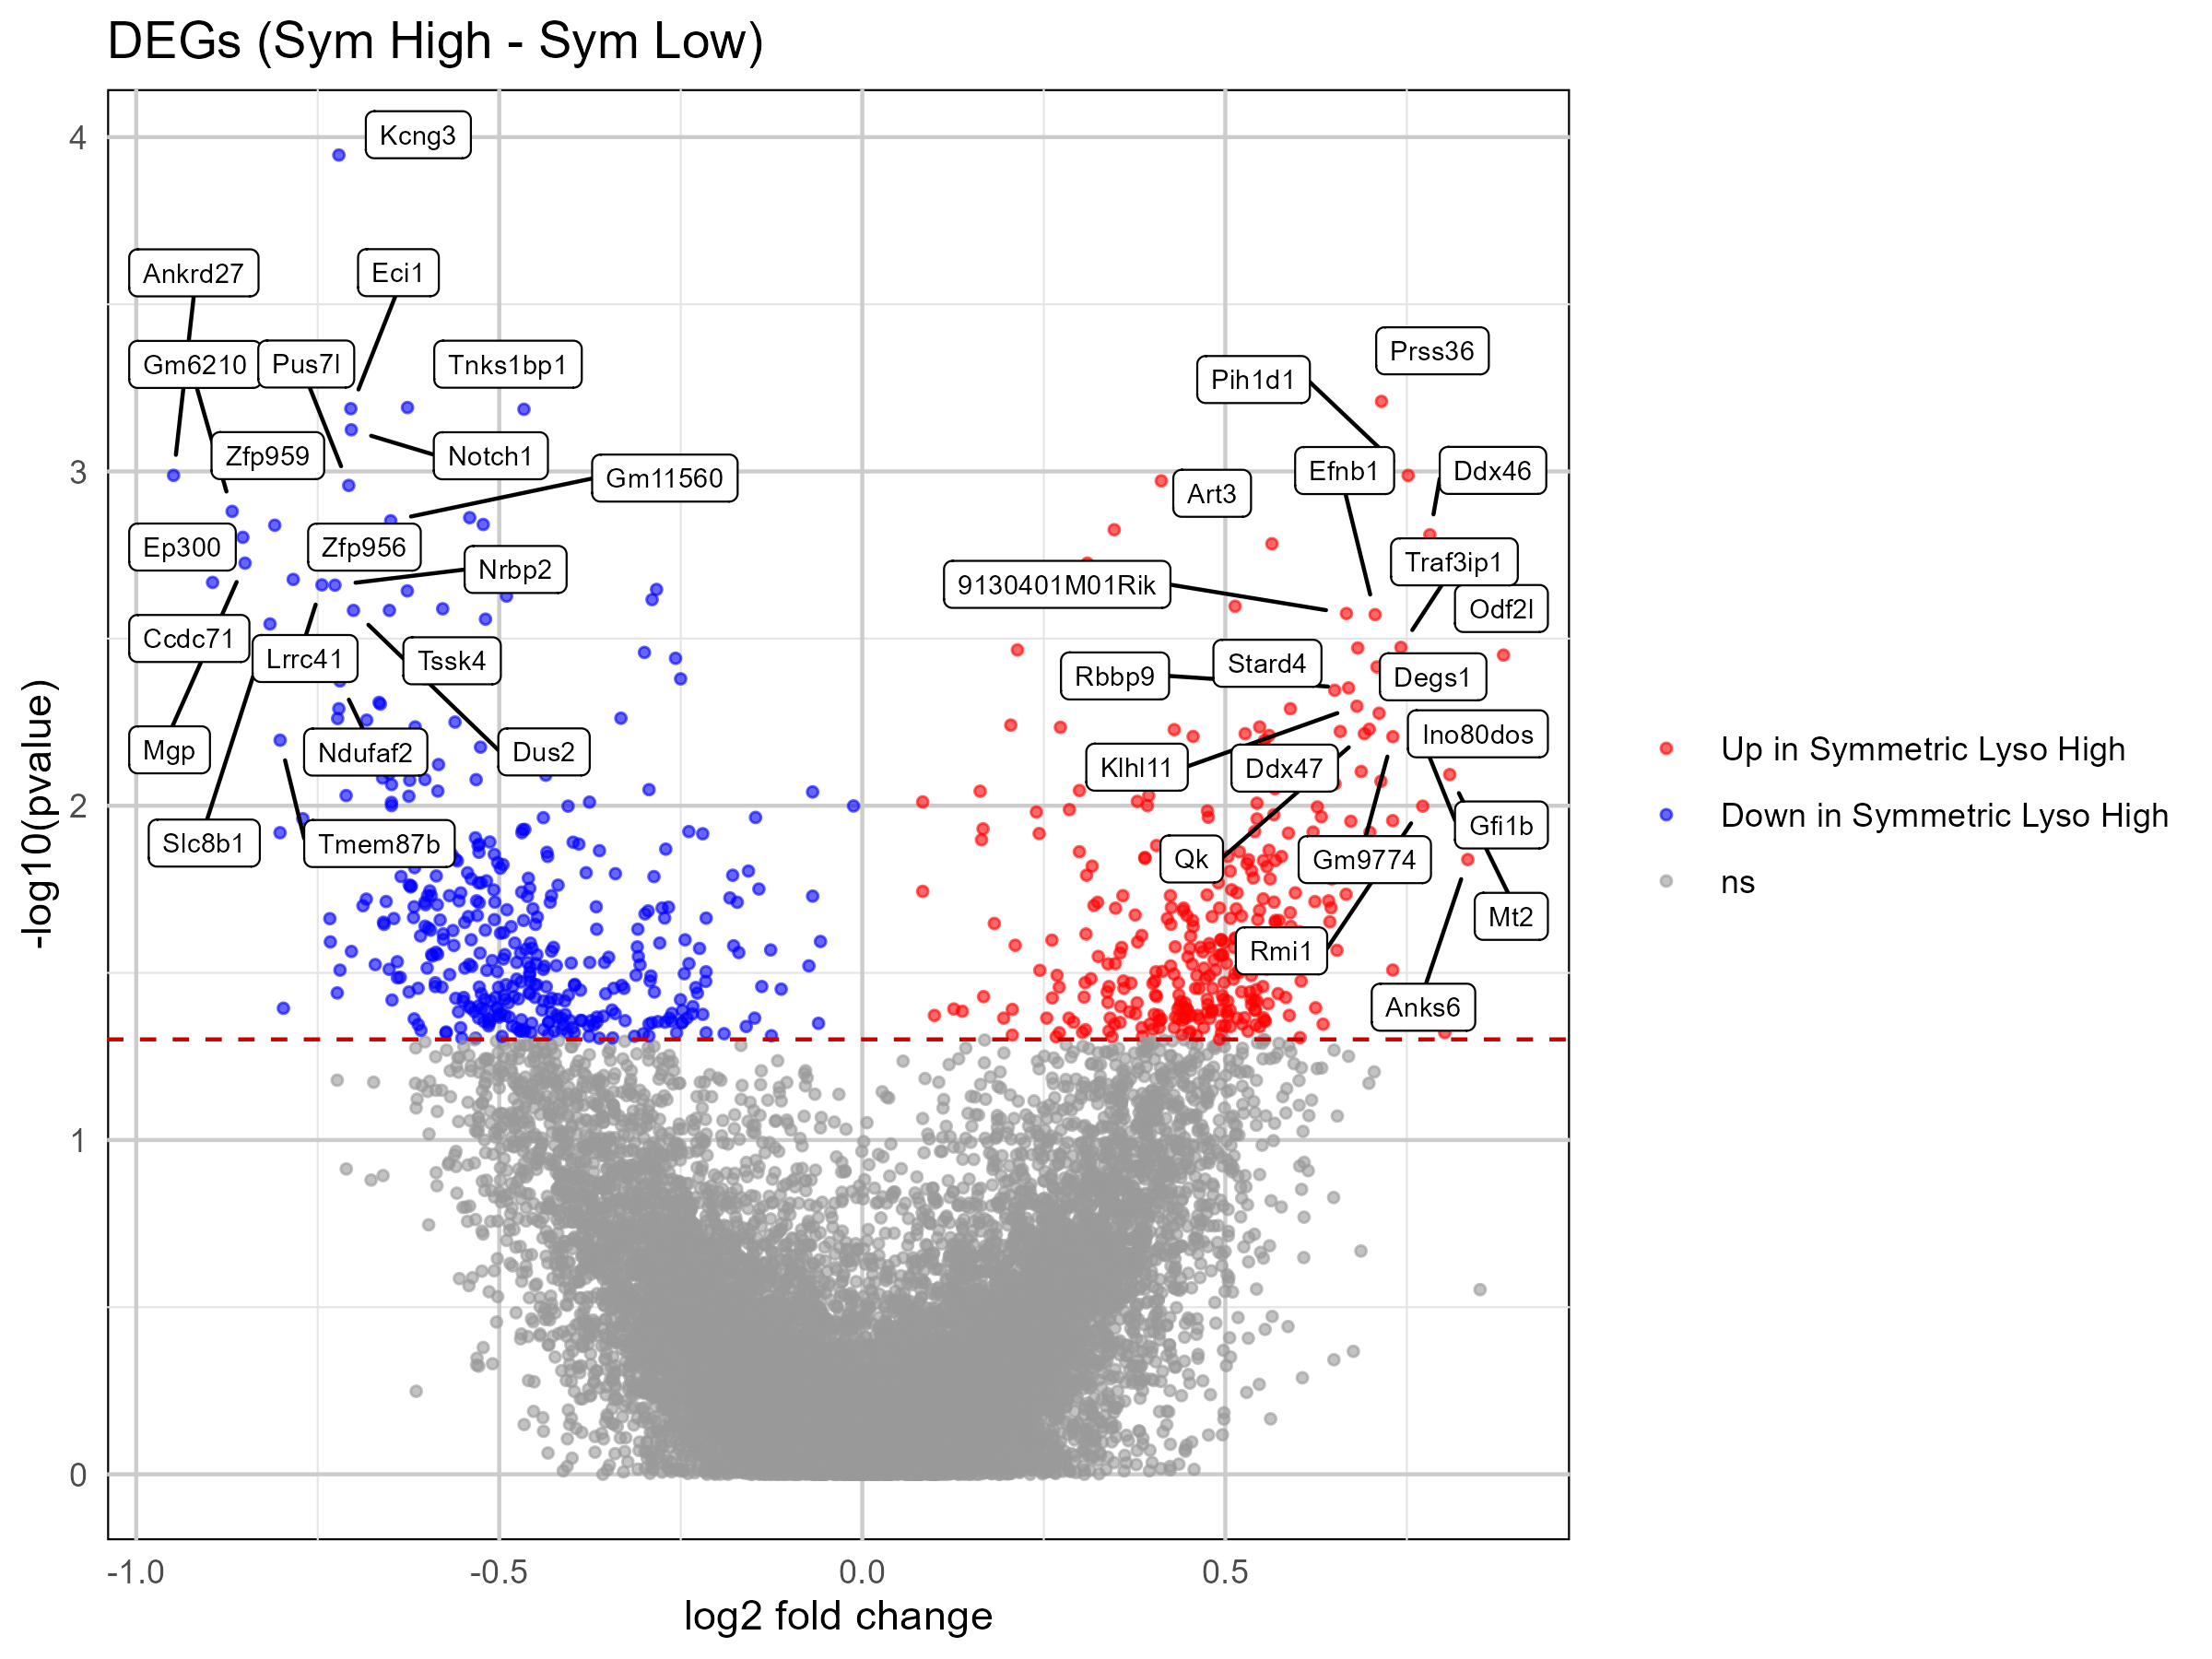 DEGs (Sym High - Sym Low)
4
3
2
1
0
-log10(pvalue)
Kcng3
Ankrd27
Eci1
Gm6210
Pus7l
Tnks1bp1
Zfp959
Notch1
Gm11560
Ep300
Zfp956
Nrbp2
Ccdc71
Lrrc41
Tssk4
Mgp
Ndufaf2
Dus2
Slc8b1
Tmem87b
Prss36
Pih1d1
Efnb1
Ddx46
Art3
Traf3ip1
9130401M01Rik
Odf2l
Stard4
Rbbp9
Degs1
Ino80dos
Klhl11
Ddx47
Gfi1b
Qk
Gm9774
Mt2
Rmi1
Anks6
Up in Symmetric Lyso High
Down in Symmetric Lyso High
ns
-1.0
-0.5
0.0
0.5
log2 fold change